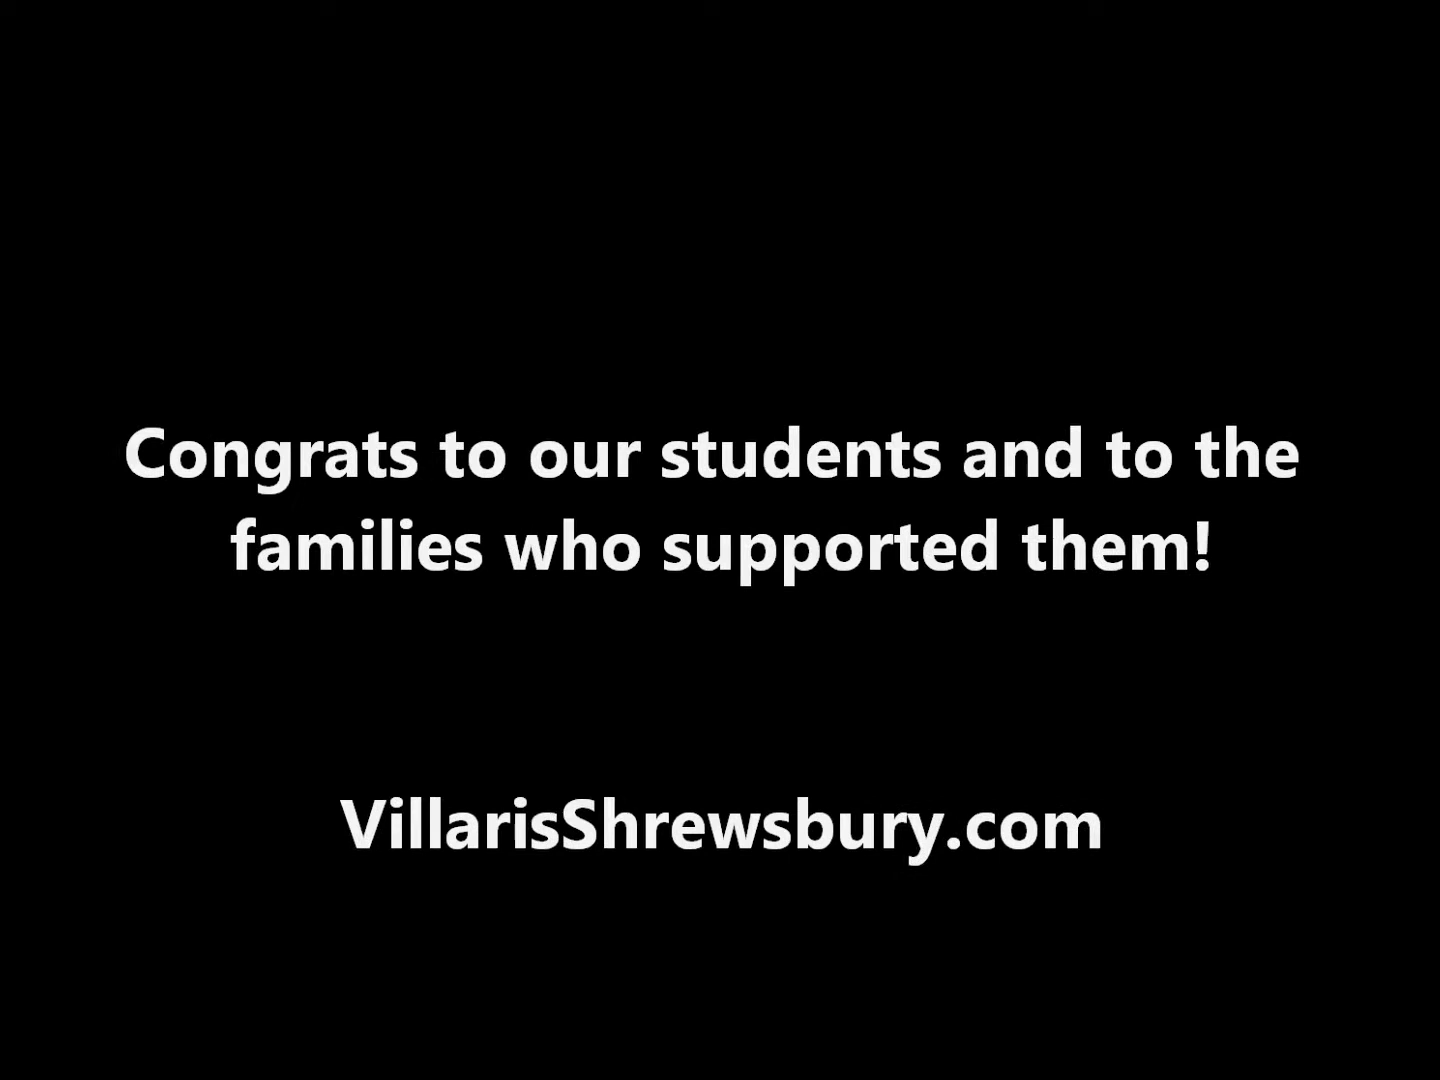 Congrats to our students and to the
families who supported them!
VillarisShrewsbury.com